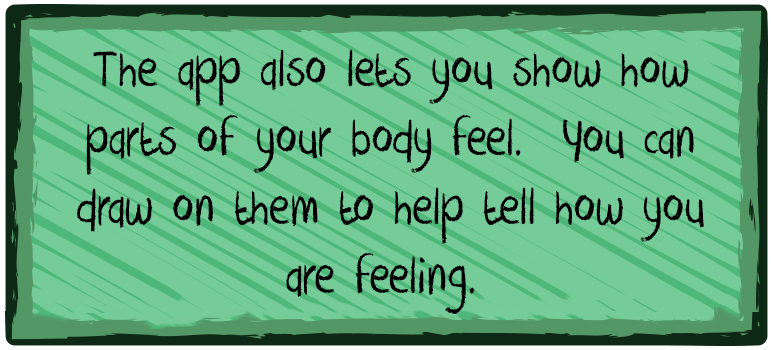 The app also lets you show how
parts of your body feel.  You can
draw on them to help tell how you
are feeling.